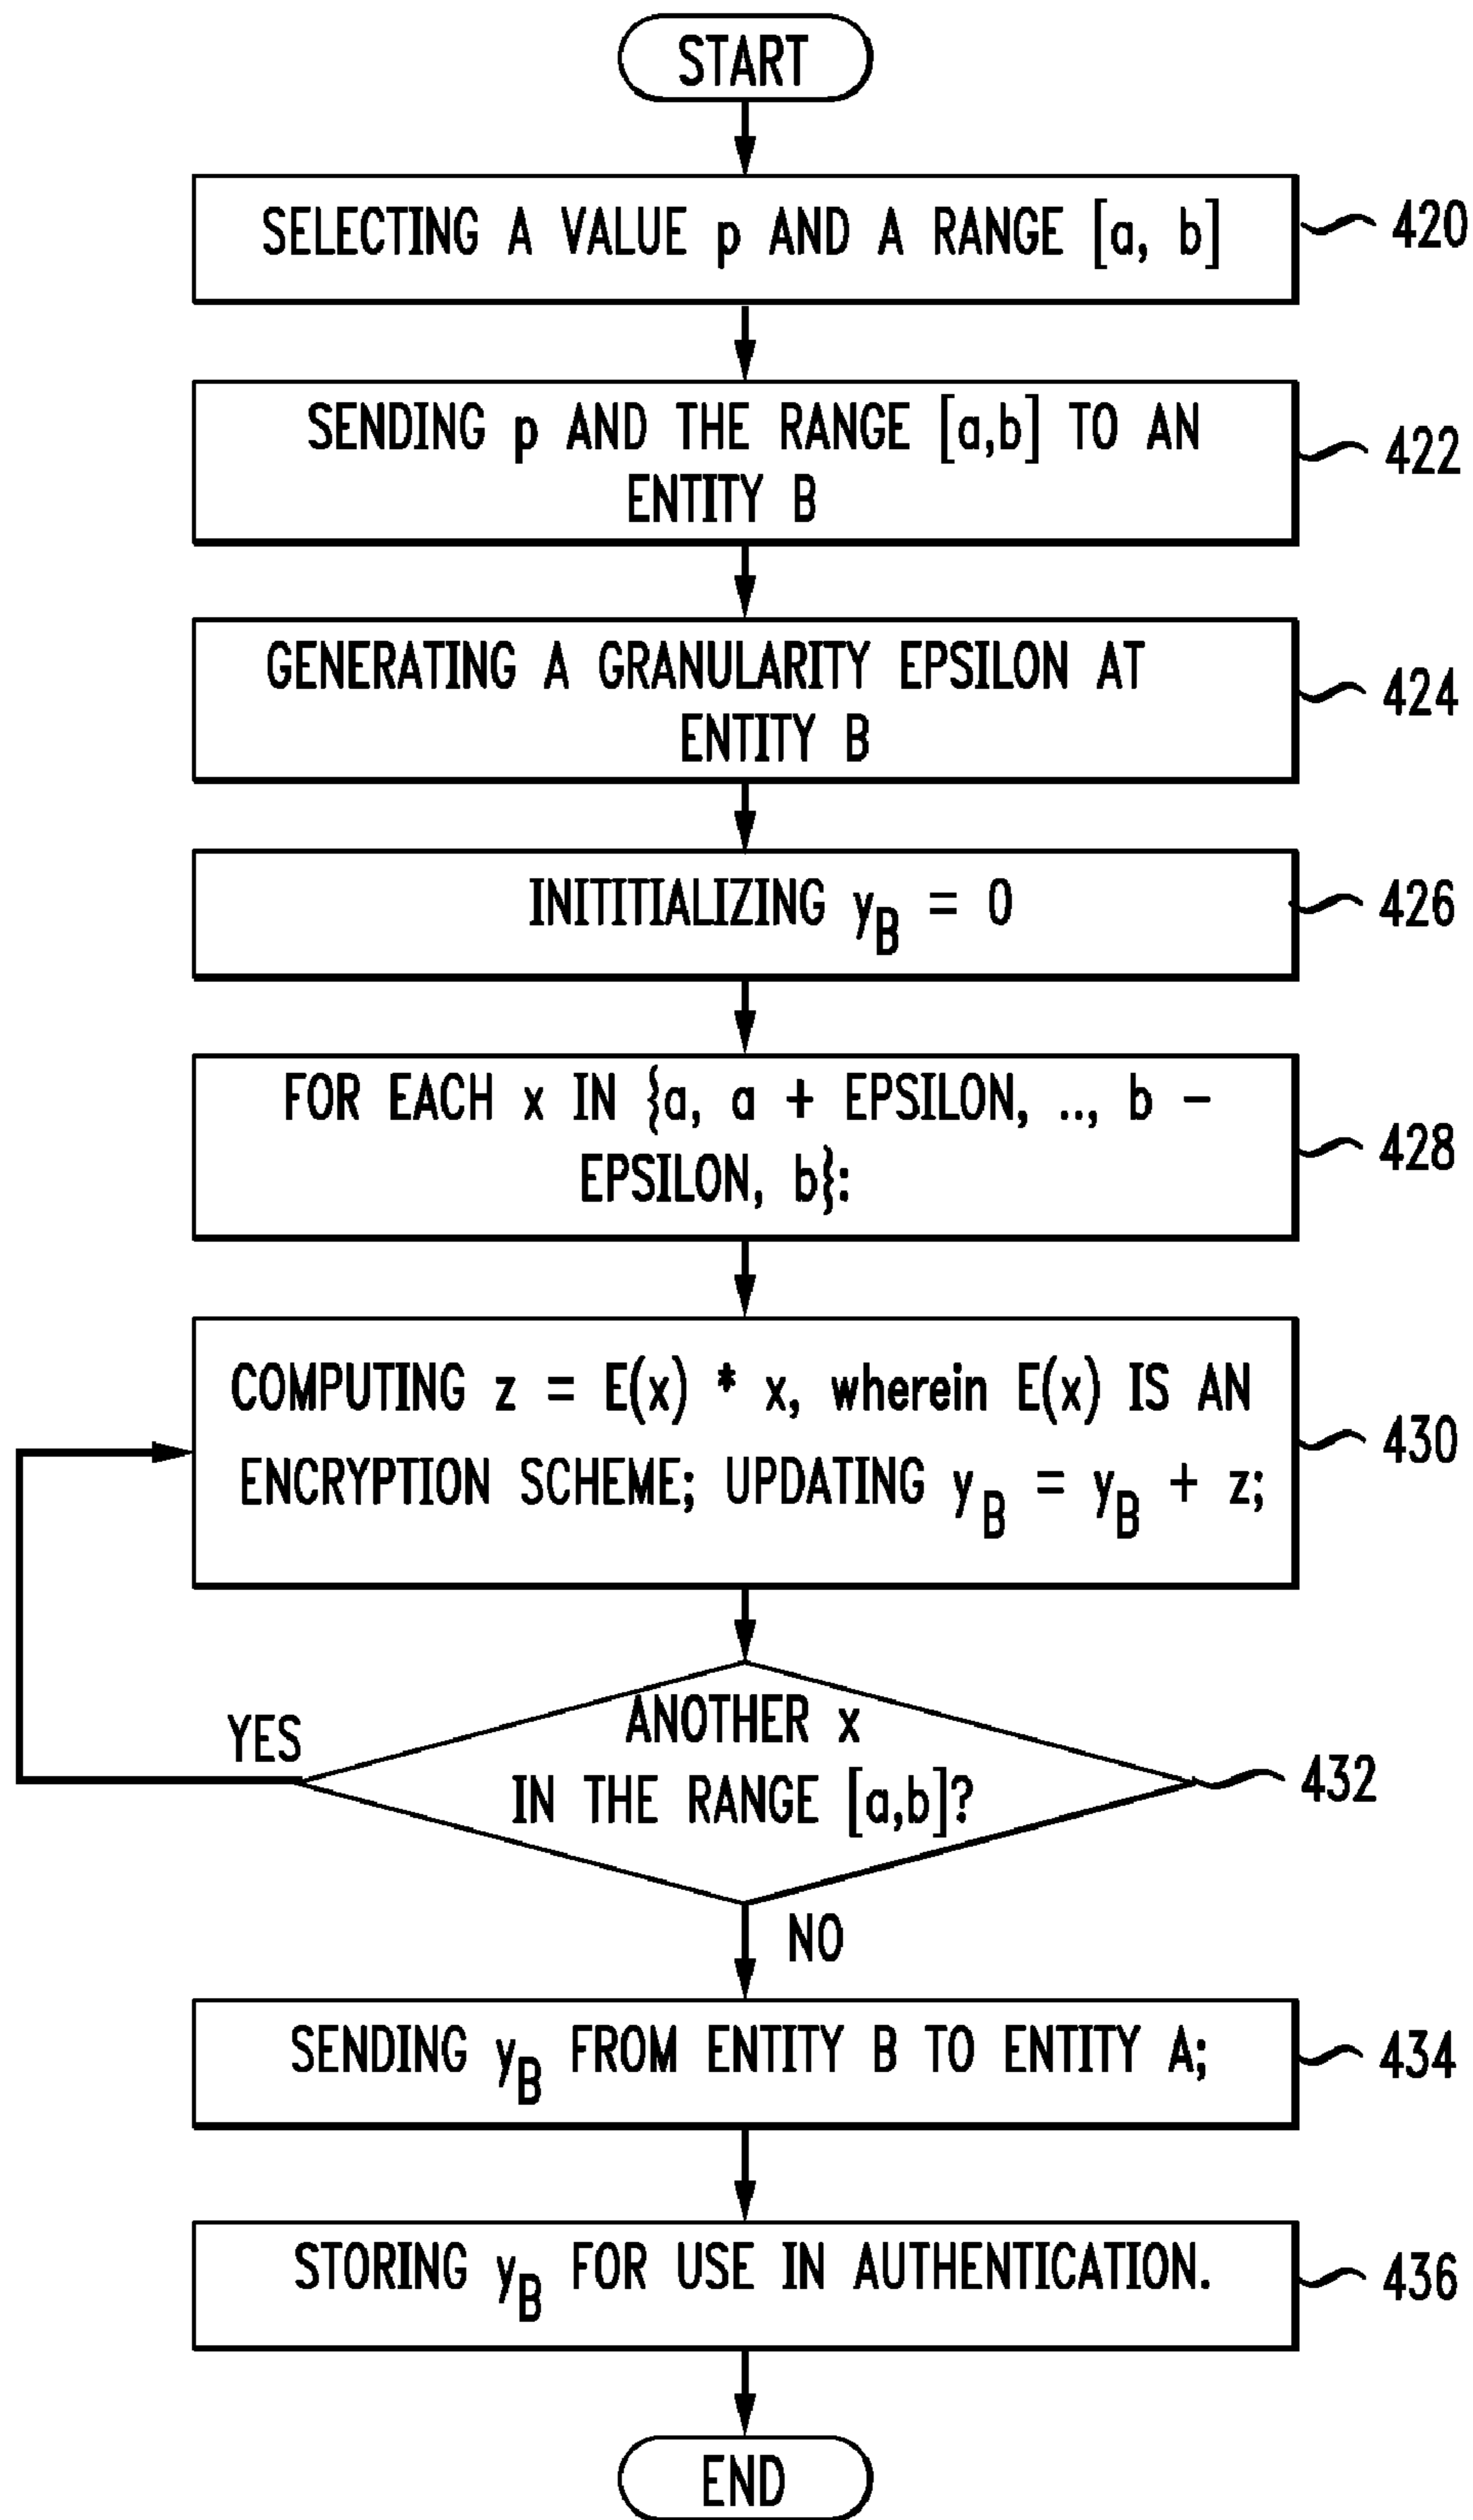 START
SELECTING A VALUE p AND A RANGE [a, b]
420
SENDING p AND THE RANGE [a,b] TO AN
ENTITY B
422
GENERATING A GRANULARITY EPSILON AT
ENTITY B
424
INITITIALIZING yB = 0
426
FOR EACH x IN {a, a + EPSILON, .., b -
EPSILON, b}:
428
COMPUTING z = E(x) * x, wherein E(x) IS AN
ENCRYPTION SCHEME; UPDATING yB = yB + z;
430
ANOTHER x
IN THE RANGE [a,b]?
432
YES
NO
SENDING yB FROM ENTITY B TO ENTITY A;
434
STORING yB FOR USE IN AUTHENTICATION.
436
END